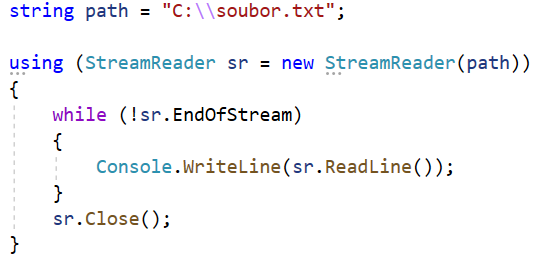 string path = "C:\\soubor.txt";
using (StreamReader sr = new StreamReader(path))
{
while (!sr.EndOfStream)
{
Console.WriteLine(sr.ReadLine());
}
sr.Close();
}